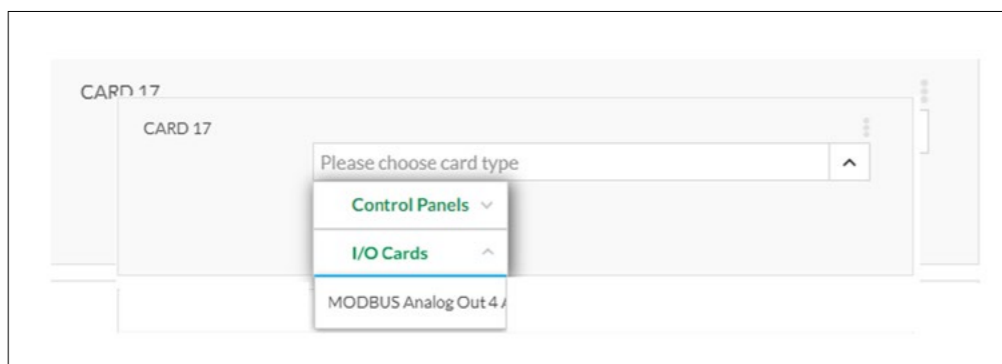 CARD 17
CARD 17
Please choose card type
Control Panels
I/O Cards
MODBUS Analog Out 4